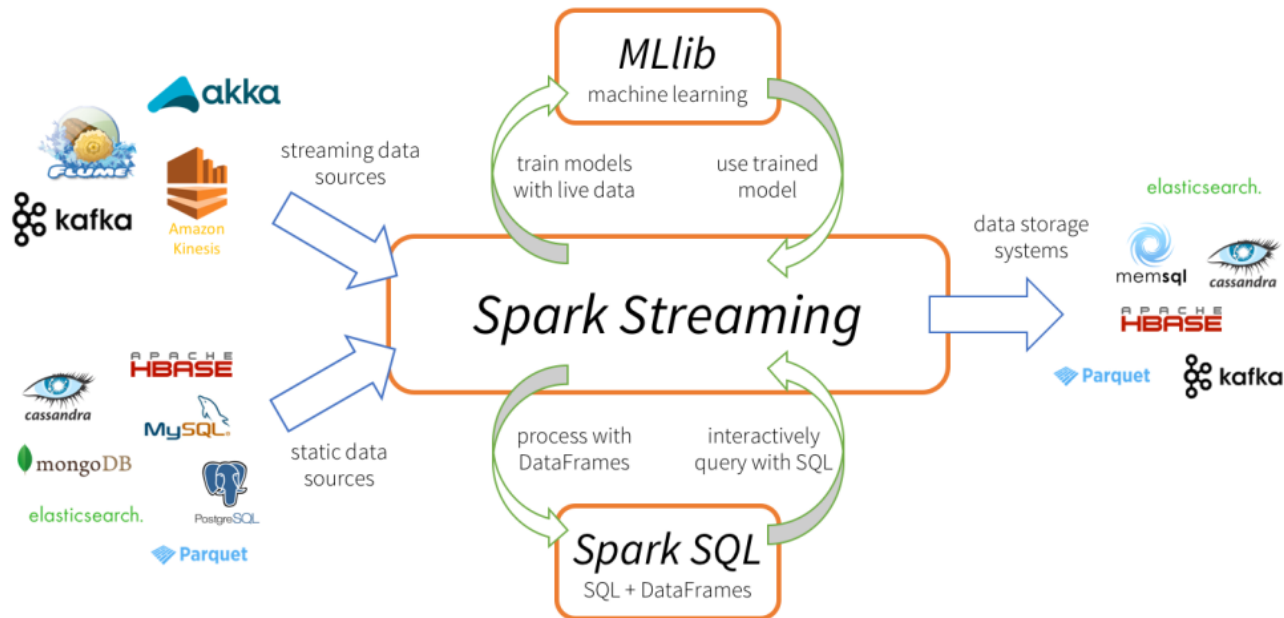 MLlib
machine learning
akka
FLUME
kafka
Amazon
Kinesis
streaming data
sources
train models
with live data
use trained
model
Spark Streaming
data storage
systems
elasticsearch.
memsql
cassandra
APACHE
HBASE
Parquet
kafka
APACHE
HBASE
cassandra
MySQL®
mongoDB
PostgreSQL
elasticsearch.
Parquet
static data
sources
process with
DataFrames
interactively
query with SQL
Spark SQL
SQL + DataFrames